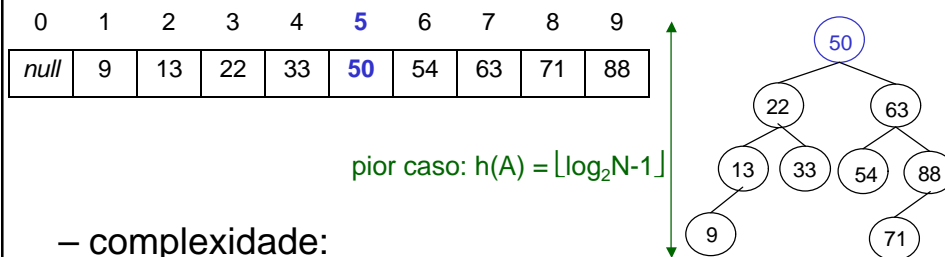 0 1 2 3 4 5 6 7 8 9
null 9 13 22 33 50 54 63 71 88
50
22 63
pior caso: h(A) = ⌊log₂N-1⌋
13 33 54 88
9 71
– complexidade: